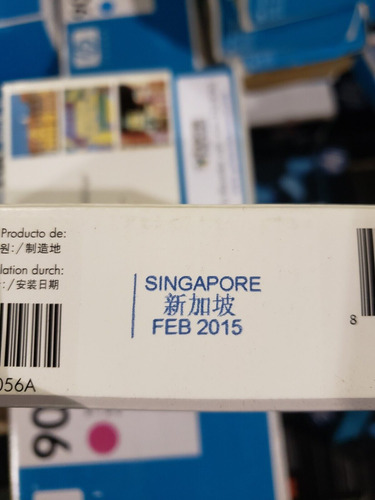 Producto de:
원:/制造地
lation durch:
:/安装日期
056A
SINGAPORE
新加坡
FEB 2015
8
90